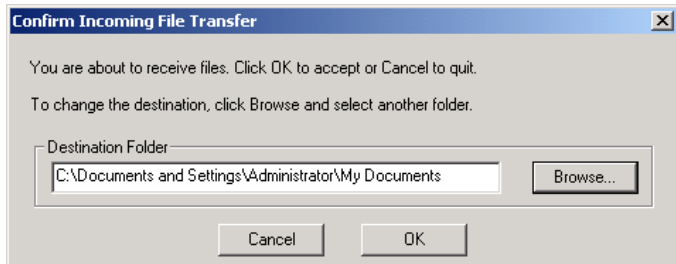 Confirm Incoming File Transfer
You are about to receive files. Click OK to accept or Cancel to quit.
To change the destination, click Browse and select another folder.
Destination Folder
C:\Documents and Settings\Administrator\My Documents
Browse...
Cancel
OK